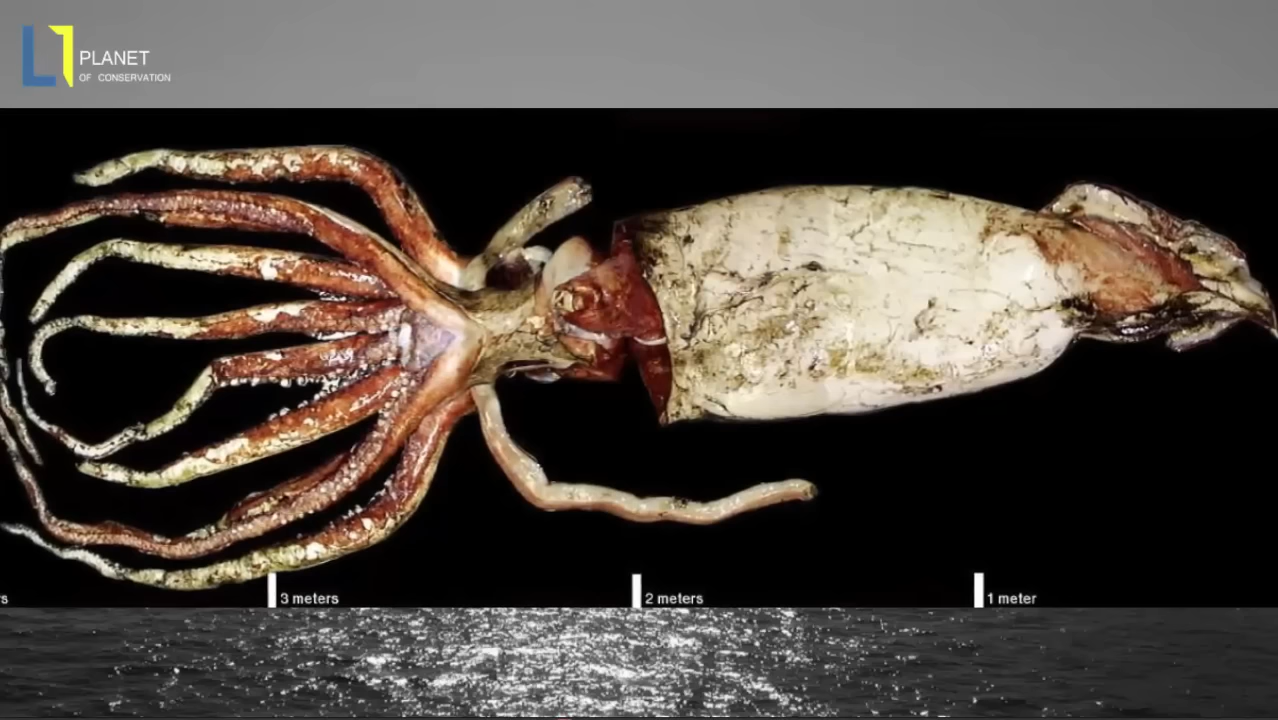 PLANET
OF CONSERVATION
s
3 meters
2 meters
1 meter